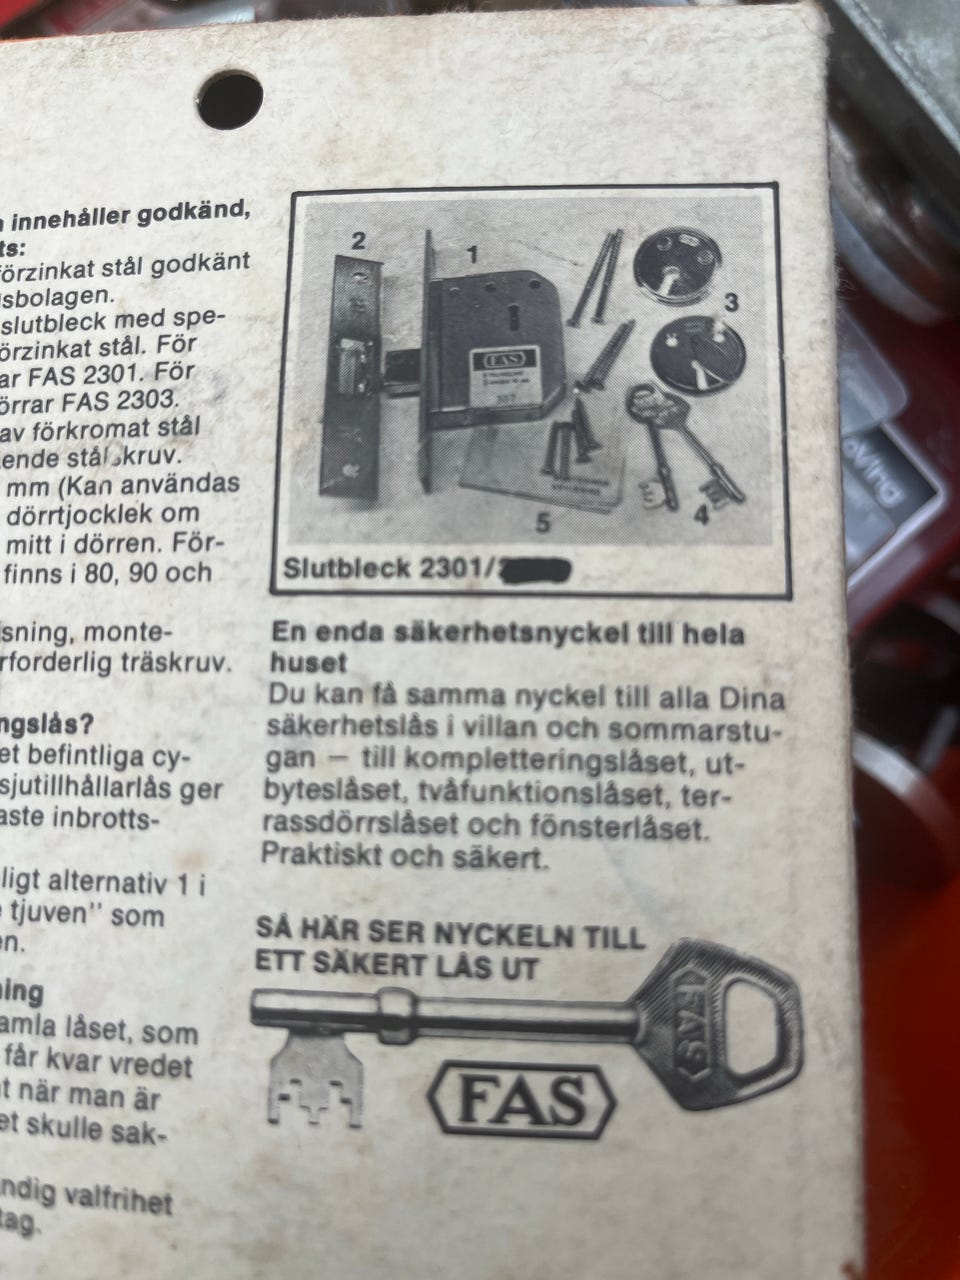 innehåller godkänd,
ts:
örzinkat stål godkänt
sbolagen.
slutbleck med spe-
örzinkat stål. För
ar FAS 2301. För
örrar FAS 2303.
av förkromat stål
ende stålskruv.
mm (Kan användas
dörrtjocklek om
mitt i dörren. För-
finns i 80, 90 och
sning, monte-
rforderlig träskruv.
ngslås?
et befintliga cy-
sjutillhållarlås ger
aste inbrotts-
ligt alternativ 1 i
tjuven" som
en.
ing
amla låset, som
får kvar vredet
t när man är
et skulle sak-
ndig valfrihet
tag.
2
1
3
FAS
4
5
Slutbleck 2301/
En enda säkerhetsnyckel till hela
huset
Du kan få samma nyckel till alla Dina
säkerhetslås i villan och sommarstu-
gan — till kompletteringslåset, ut-
byteslåset, tvåfunktionslåset, ter-
rassdörrslåset och fönsterlåset.
Praktiskt och säkert.
SÅ HÄR SER NYCKELN TILL
ETT SÄKERT LÅS UT
FAS
FAS